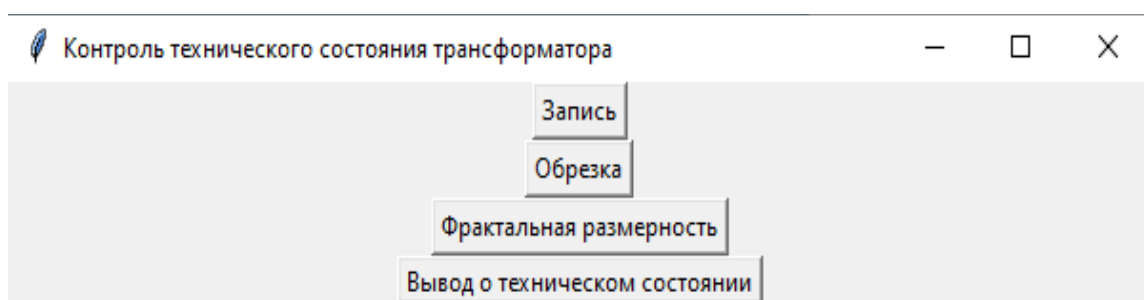 Контроль технического состояния трансформатора
Запись
Обрезка
Фрактальная размерность
Вывод о техническом состоянии